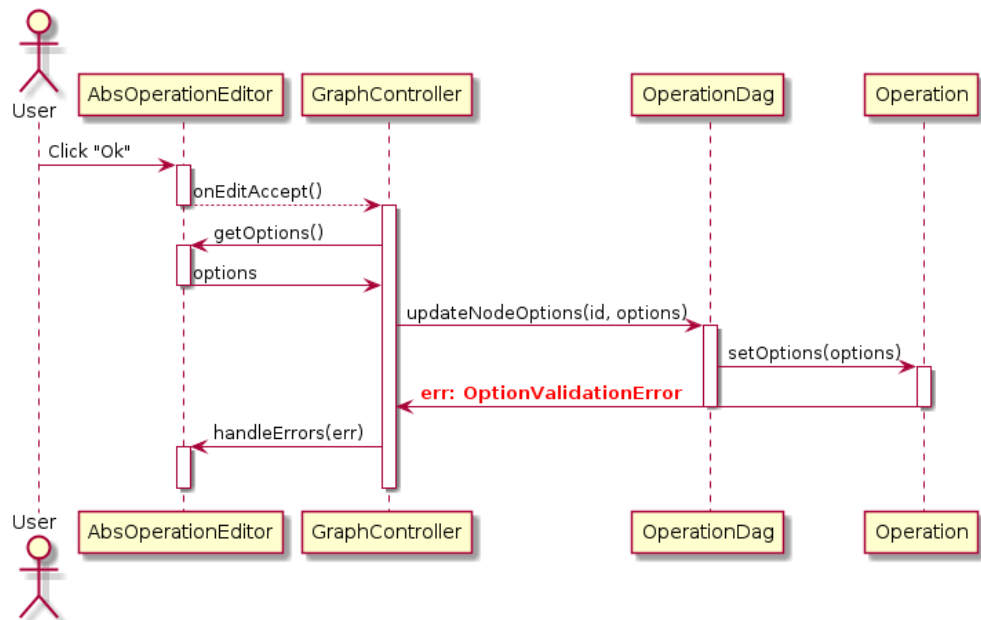 User
AbsOperationEditor
GraphController
OperationDag
Operation
Click "Ok"
onEditAccept()
getOptions()
options
updateNodeOptions(id, options)
setOptions(options)
err: OptionValidationError
handleErrors(err)
User
AbsOperationEditor
GraphController
OperationDag
Operation